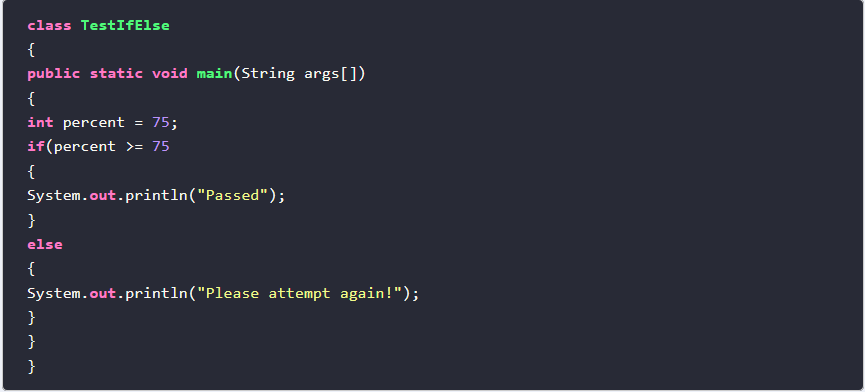 class TestIfElse
{
public static void main(String args[])
{
int percent = 75;
if(percent >= 75
{
System.out.println("Passed");
}
else
{
System.out.println("Please attempt again!");
}
}
}